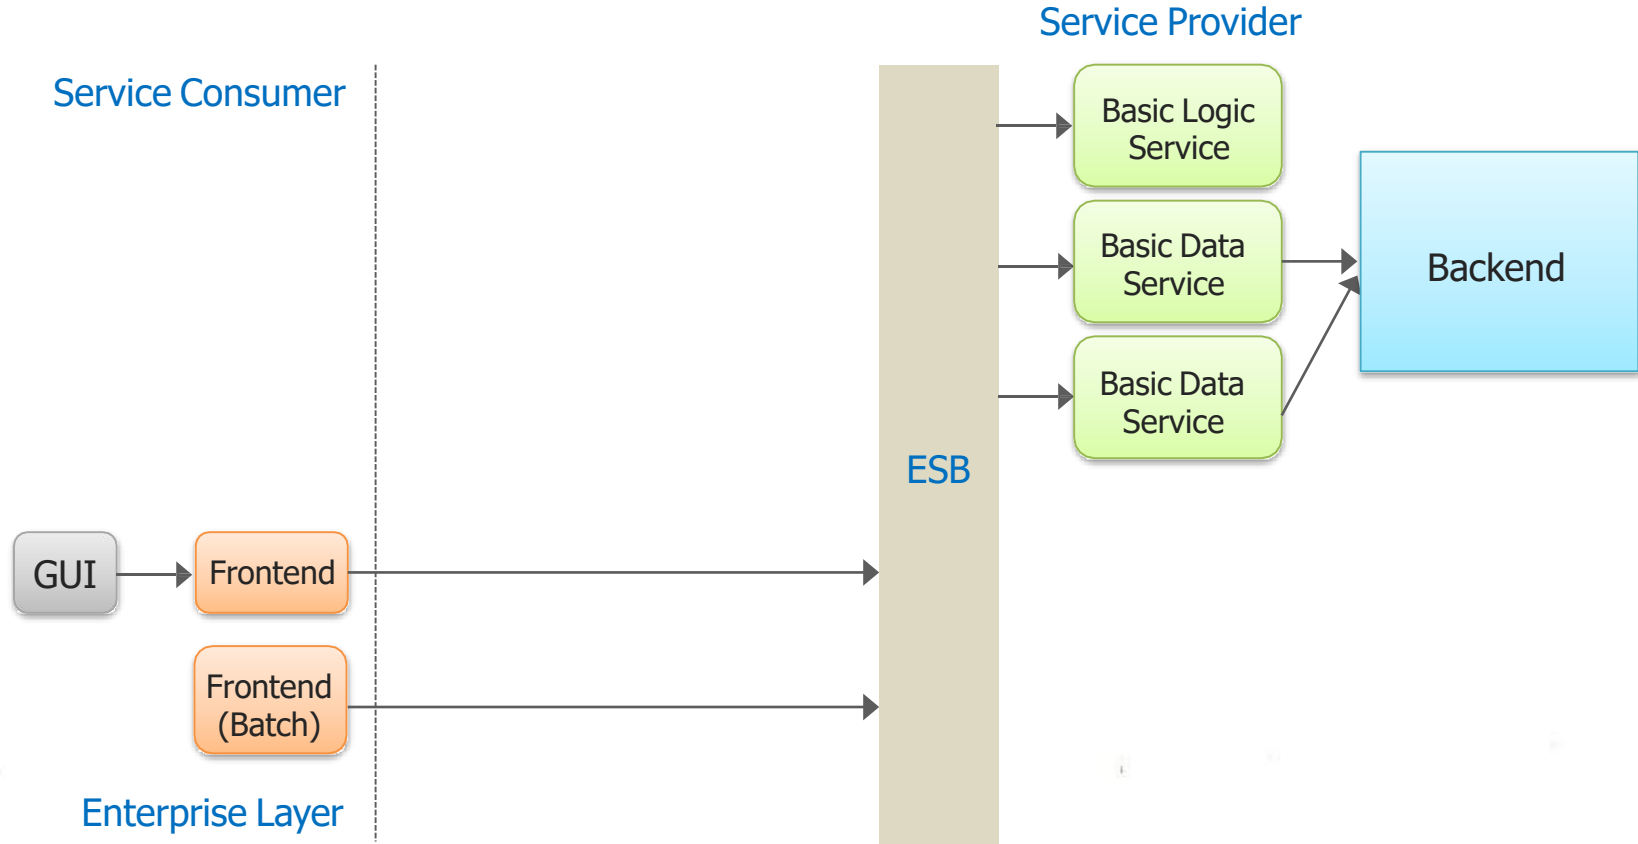 Service Provider
Service Consumer
Basic Logic
Service
Basic Data
Service
Backend
Basic Data
Service
ESB
GUI
Frontend
Frontend
(Batch)
Enterprise Layer